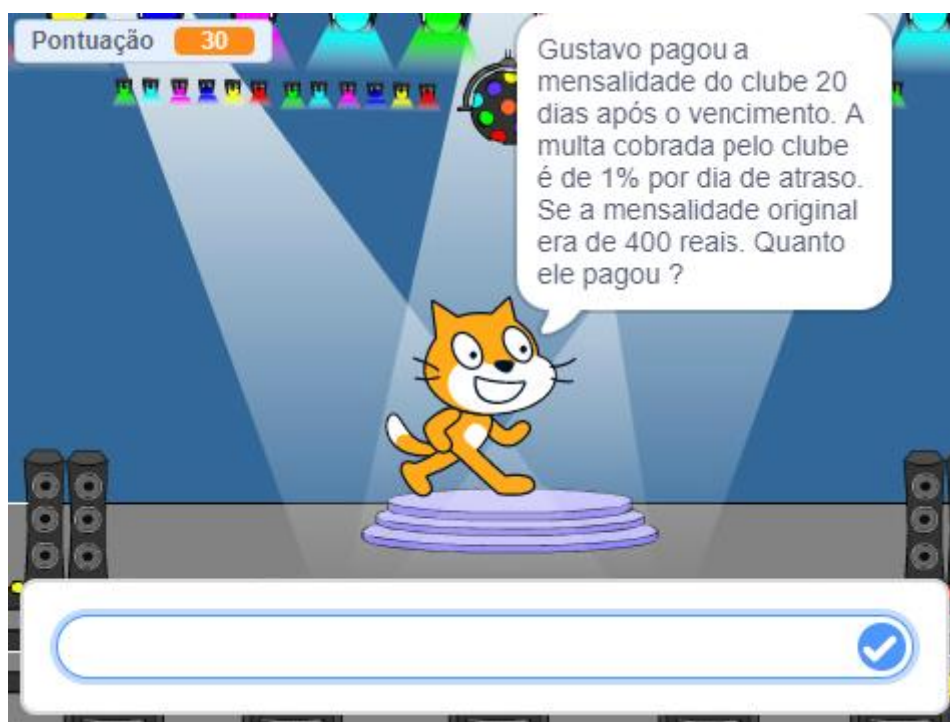 Pontuação 30
Gustavo pagou a
mensalidade do clube 20
dias após o vencimento. A
multa cobrada pelo clube
é de 1% por dia de atraso.
Se a mensalidade original
era de 400 reais. Quanto
ele pagou ?